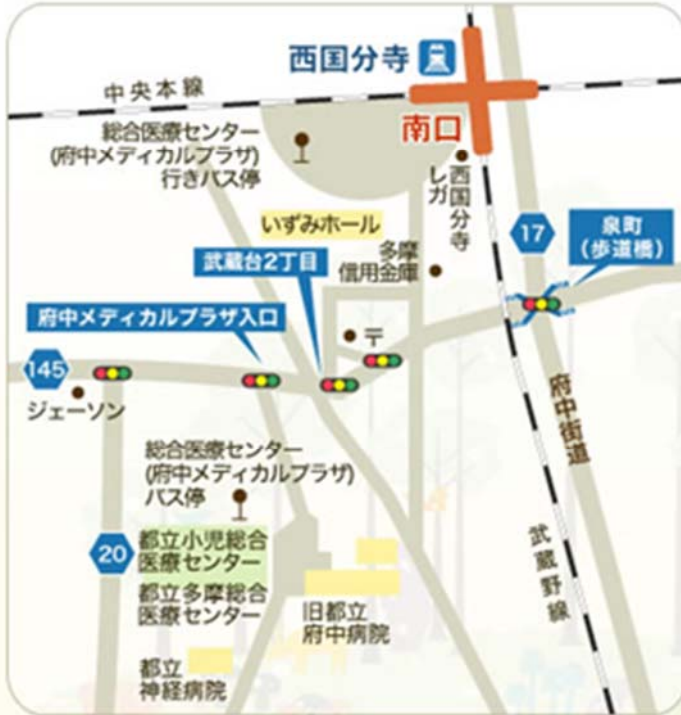 西国分寺
中央本線
南口
総合医療センター
(府中メディカルプラザ)
行きバス停
西国分寺
レガ
いずみホール
17
泉町
(歩道橋)
多摩
信用金庫
武蔵台2丁目
府中メディカルプラザ入口
〒
145
ジェーソン
府中街道
総合医療センター
(府中メディカルプラザ)
バス停
20
都立小児総合
医療センター
都立多摩総合
医療センター
旧都立
府中病院
武蔵野線
都立
神経病院